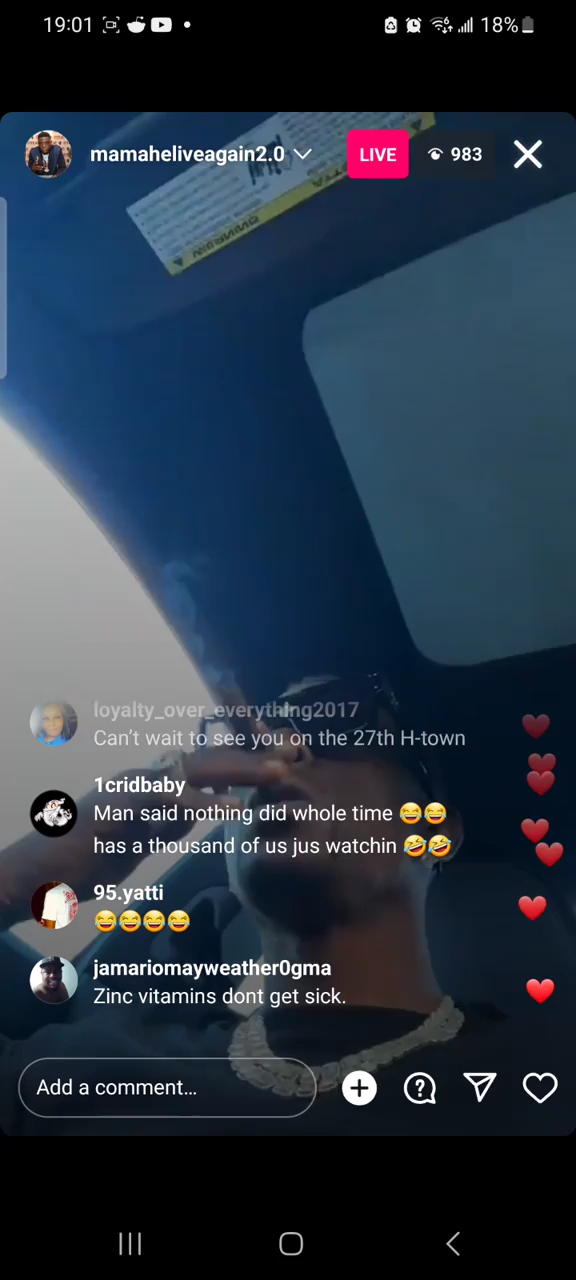 19:01
18%
mamaheliveagain2.0
LIVE
983
loyalty_over_everything2017
Can't wait to see you on the 27th H-town
1cridbaby
Man said nothing did whole time 😂😂
has a thousand of us jus watchin 🤣🤣
95.yatti
😂😂😂😂
jamariomayweather0gma
Zinc vitamins dont get sick.
Add a comment...